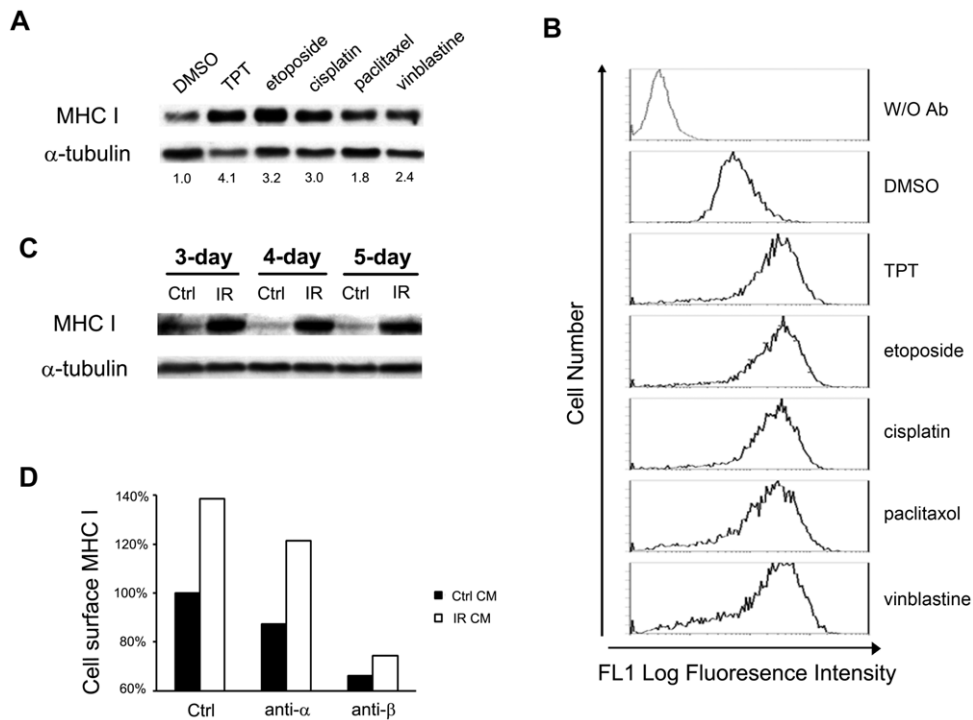 A
DMSO TPT etoposide cisplatin paclitaxel vinblastine
MHC I
α-tubulin
1.0 4.1 3.2 3.0 1.8 2.4
B
W/O Ab
DMSO
TPT
etoposide
cisplatin
paclitaxol
vinblastine
Cell Number
FL1 Log Fluoresence Intensity
C
3-day 4-day 5-day
Ctrl IR Ctrl IR Ctrl IR
MHC I
α-tubulin
D
Cell surface MHC I
140%
120%
100%
80%
60%
Ctrl anti-α anti-β
Ctrl CM
IR CM